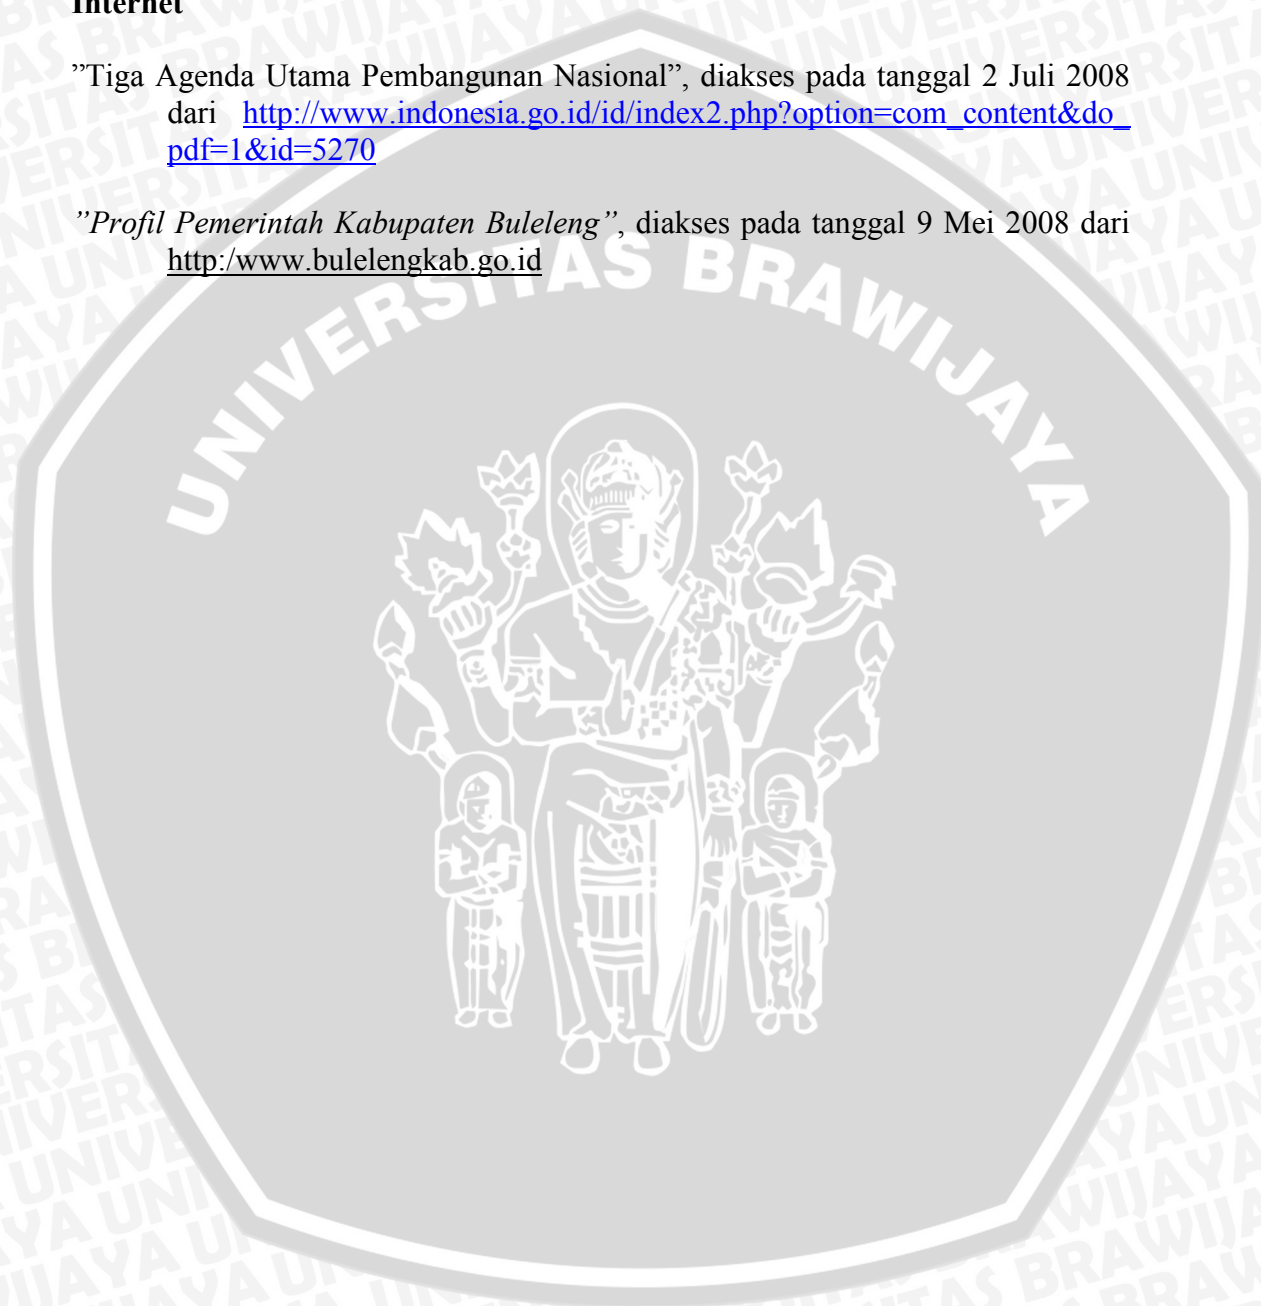 Internet
”Tiga Agenda Utama Pembangunan Nasional”, diakses pada tanggal 2 Juli 2008
dari http://www.indonesia.go.id/id/index2.php?option=com_content&do_
pdf=1&id=5270
”Profil Pemerintah Kabupaten Buleleng”, diakses pada tanggal 9 Mei 2008 dari
http:/www.bulelengkab.go.id
UNIVERSITAS BRAWIJAYA